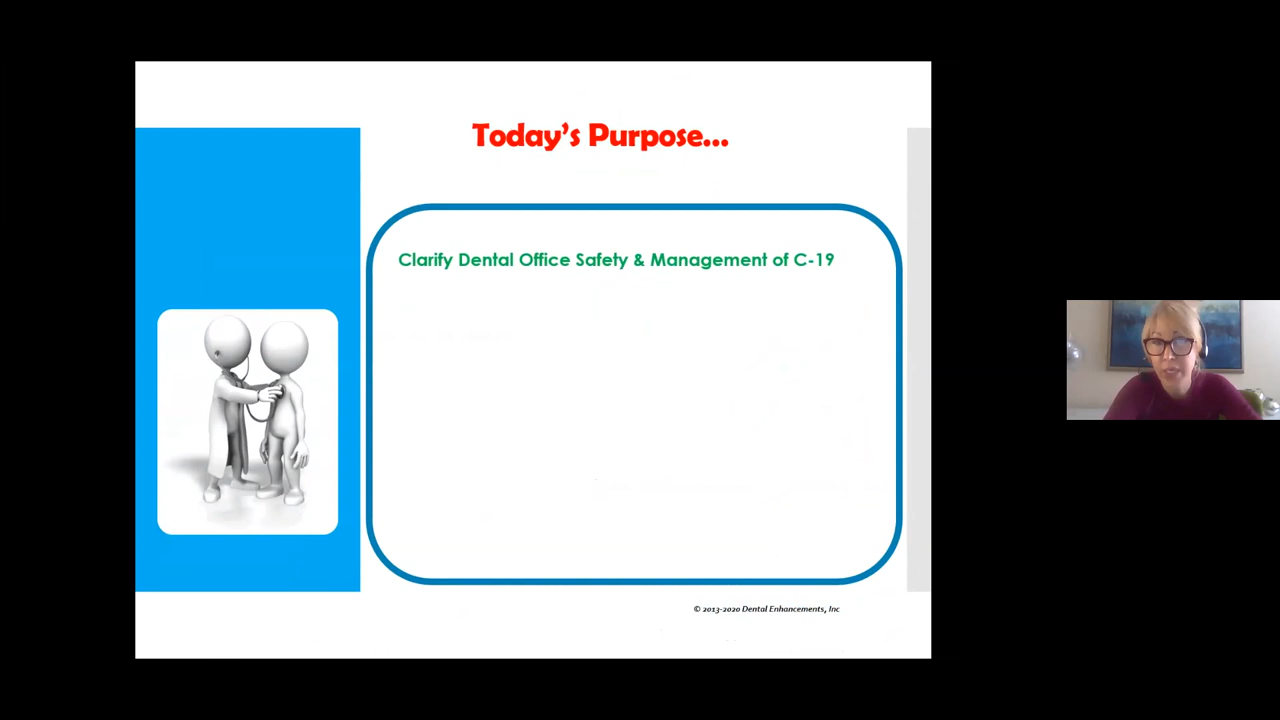 Today's Purpose...
Clarify Dental Office Safety & Management of C-19
© 2013-2020 Dental Enhancements, Inc